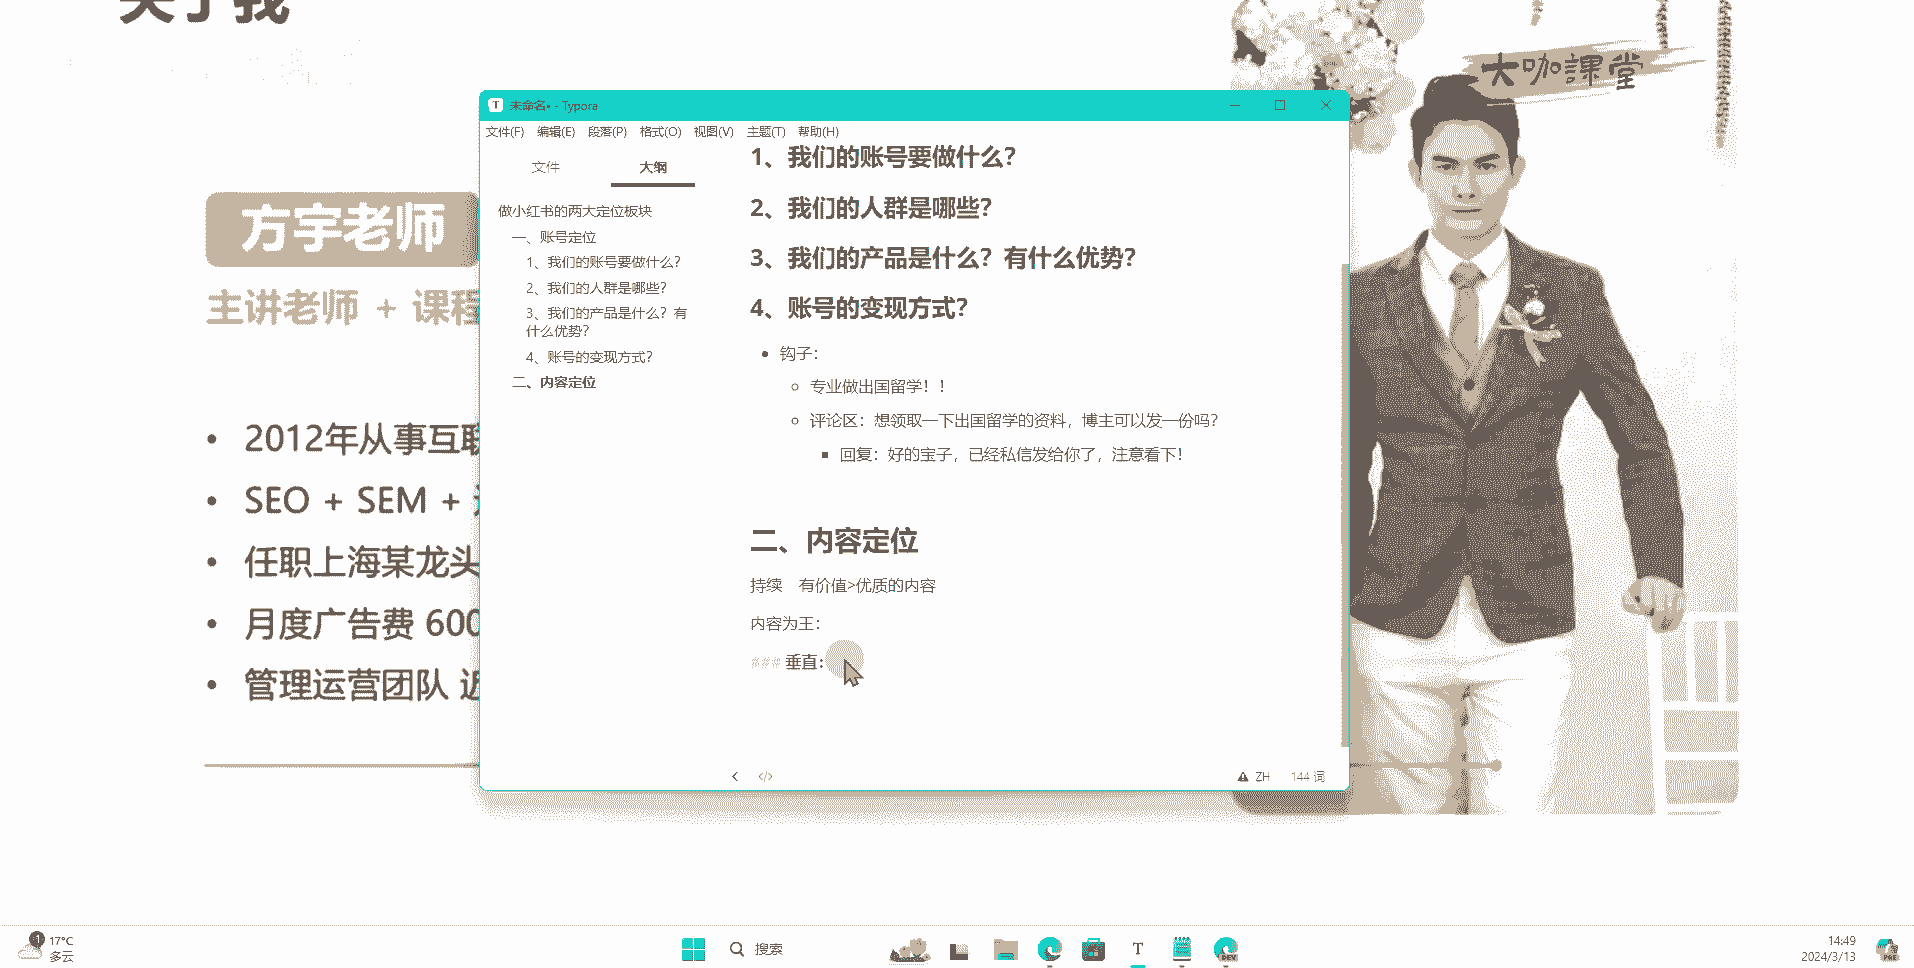 关于我
大咖課堂
方宇老师
主讲老师 + 课程
2012年从事互联
SEO + SEM +
任职上海某龙头
月度广告费 600
管理运营团队 近
未命名• - Typora
文件(F) 编辑(E) 段落(P) 格式(O) 视图(V) 主题(T) 帮助(H)
文件 大纲
做小红书的两大定位板块
一、账号定位
1、我们的账号要做什么？
2、我们的人群是哪些？
3、我们的产品是什么？有
什么优势？
4、账号的变现方式？
二、内容定位
1、我们的账号要做什么？
2、我们的人群是哪些？
3、我们的产品是什么？有什么优势？
4、账号的变现方式？
钩子：
专业做出国留学！！
评论区：想领取一下出国留学的资料，博主可以发一份吗？
回复：好的宝子，已经私信发给你了，注意看下！
二、内容定位
持续 有价值>优质的内容
内容为王：
### 垂直：
ZH 144 词
1
17°C
多云
搜索
T
DEV
14:49
2024/3/13
PRE